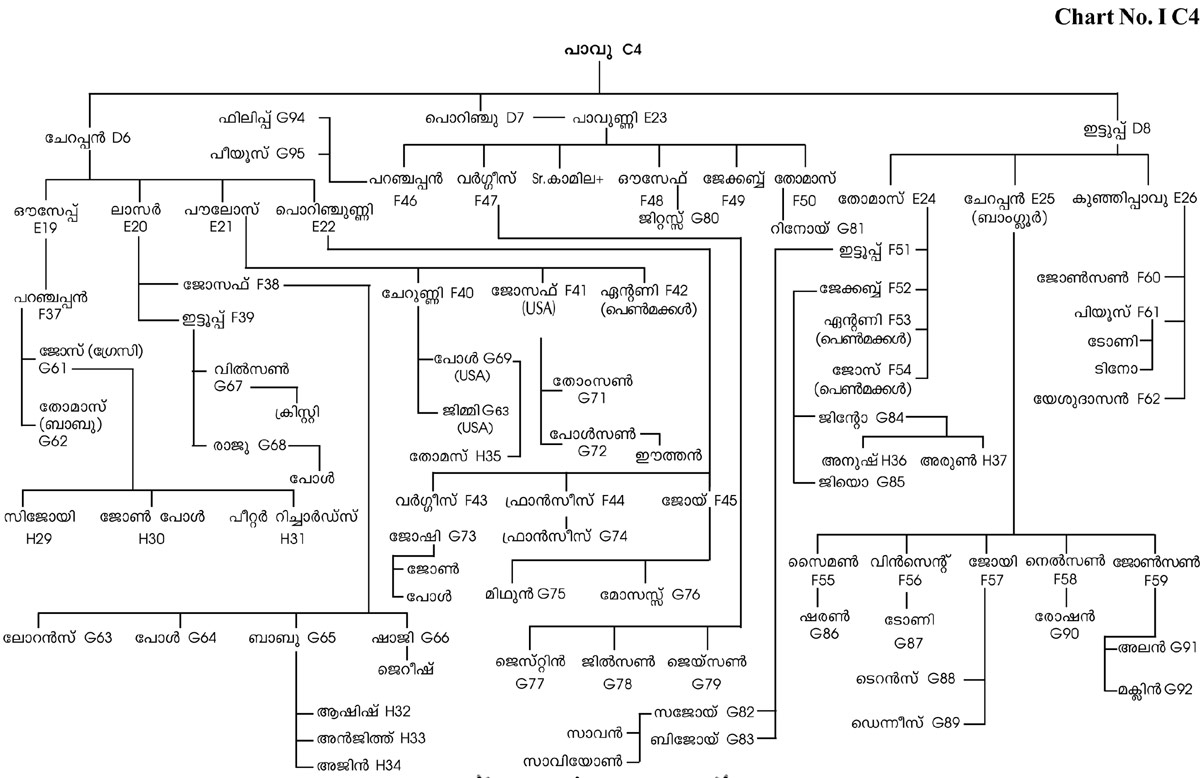 Chart No. I C4
പാവു C4
ഫിലിപ്പ് G94
പൊറിഞ്ചു D7
പാവുണ്ണി E23
ഇട്ടൂപ്പ് D8
ചേറപ്പൻ D6
പീയൂസ് G95
പറഞ്ചപ്പൻ
F46
വർഗ്ഗീസ്
F47
Sr.കാമില+
ഔസേഫ്
F48
ജിറ്റസ്സ് G80
ജേക്കബ്ബ്
F49
തോമാസ്
F50
റിനോയ് G81
തോമാസ് E24
ചേറപ്പൻ E25
(ബാംഗ്ലൂർ)
കുഞ്ഞിപ്പാവു E26
ഔസേപ്പ്
E19
ലാസർ
E20
പൗലോസ്
E21
പൊറിഞ്ചുണ്ണി
E22
ഇട്ടൂപ്പ് F51
ജേക്കബ്ബ് F52
ഏന്റണി F53
(പെൺമക്കൾ)
ജോസ് F54
(പെൺമക്കൾ)
ജോൺസൺ F60
പിയൂസ് F61
ടോണി
ടിനോ
യേശുദാസൻ F62
പറഞ്ചപ്പൻ
F37
ജോസഫ് F38
ഇട്ടൂപ്പ് F39
ചേറുണ്ണി F40
ജോസഫ് F41
(USA)
ഏന്റണി F42
(പെൺമക്കൾ)
ജോസ് (ഗ്രേസി)
G61
തോമാസ്
(ബാബു)
G62
വിൽസൺ
G67
ക്രിസ്റ്റി
രാജു G68
പോൾ
പോൾ G69
(USA)
ജിമ്മി G63
(USA)
തോമസ് H35
തോംസൺ
G71
പോൾസൺ
G72
ഈത്തൻ
ജിന്റോ G84
അനുഷ് H36
അരുൺ H37
ജിയൊ G85
സിജോയി
H29
ജോൺ പോൾ
H30
പീറ്റർ റിച്ചാർഡ്സ്
H31
വർഗ്ഗീസ് F43
ഫ്രാൻസീസ് F44
ജോയ് F45
ജോഷി G73
ജോൺ
പോൾ
ഫ്രാൻസീസ് G74
മിഥുൻ G75
മോസസ്സ് G76
സൈമൺ
F55
വിൻസെന്റ്
F56
ജോയി
F57
നെൽസൺ
F58
ജോൺസൺ
F59
ഷരൺ
G86
ടോണി
G87
രോഷൻ
G90
അലൻ G91
മക്ലിൻ G92
ടെറൻസ് G88
ഡെന്നീസ് G89
ലോറൻസ് G63
പോൾ G64
ബാബു G65
ഷാജി G66
ജെറീഷ്
ജെസ്റ്റിൻ
G77
ജിൽസൺ
G78
ജെയ്സൺ
G79
ആഷിഷ് H32
അൻജിത്ത് H33
അജിൻ H34
സജോയ് G82
സാവൻ
ബിജോയ് G83
സാവിയോൺ